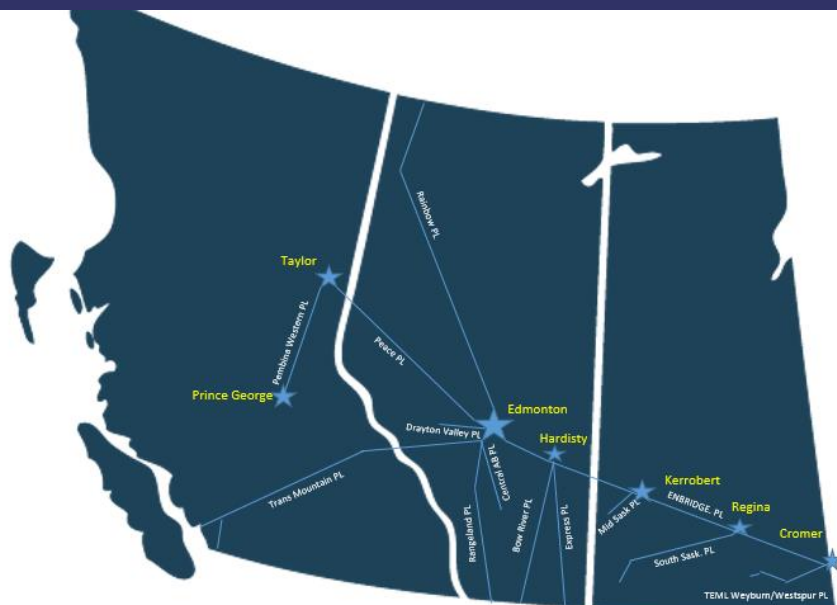 Rainbow PL
Taylor
Pembina Western PL
Peace PL
Prince George
Edmonton
Drayton Valley PL
Hardisty
Central AB PL
Trans Mountain PL
Kerrobert
ENBRIDGE. PL
Mid Sask PL
Regina
Rangeland PL
Bow River PL
Express PL
Cromer
South Sask. PL
TEML Weyburn/Westspur PL